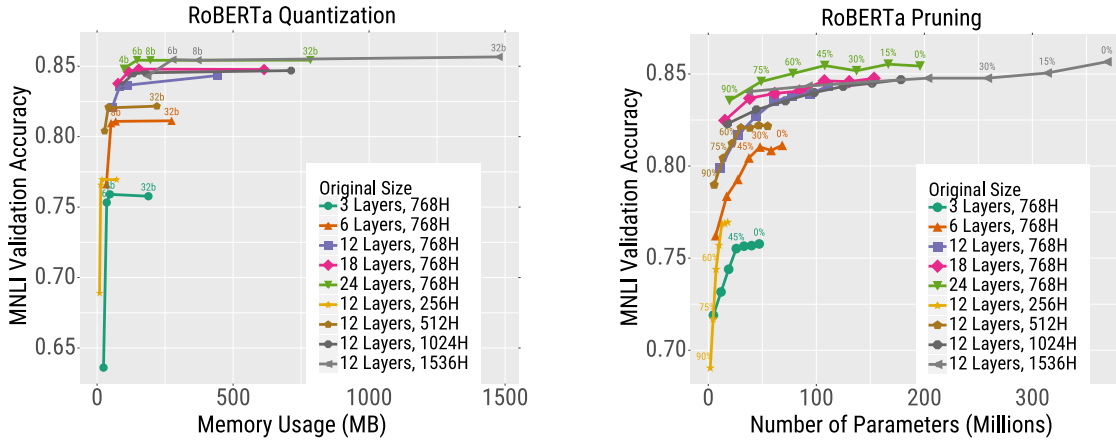 RoBERTa Quantization
MNLI Validation Accuracy
0.85
0.80
0.75
0.70
0.65
4b
6b
8b
6b
8b
32b
32b
32b
32b
32b
Original Size
3 Layers, 768H
6 Layers, 768H
12 Layers, 768H
18 Layers, 768H
24 Layers, 768H
12 Layers, 256H
12 Layers, 512H
12 Layers, 1024H
12 Layers, 1536H
0
500
1000
1500
Memory Usage (MB)
RoBERTa Pruning
MNLI Validation Accuracy
0.85
0.80
0.75
0.70
90%
75%
60%
45%
30%
15%
0%
60%
30%
15%
0%
60%
75%
90%
45%
30%
0%
45%
0%
60%
75%
90%
Original Size
3 Layers, 768H
6 Layers, 768H
12 Layers, 768H
18 Layers, 768H
24 Layers, 768H
12 Layers, 256H
12 Layers, 512H
12 Layers, 1024H
12 Layers, 1536H
0
100
200
300
Number of Parameters (Millions)